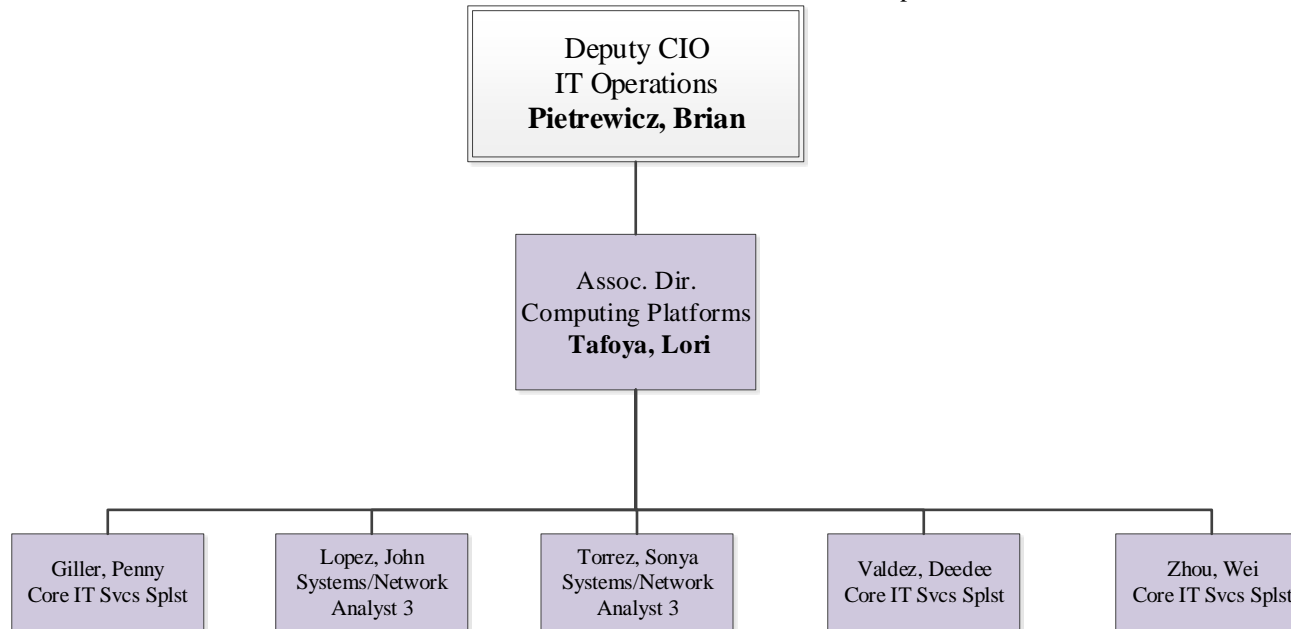 Deputy CIO
IT Operations
Pietrewicz, Brian
Assoc. Dir.
Computing Platforms
Tafoya, Lori
Giller, Penny
Core IT Svcs Splst
Lopez, John
Systems/Network
Analyst 3
Torrez, Sonya
Systems/Network
Analyst 3
Valdez, Deedee
Core IT Svcs Splst
Zhou, Wei
Core IT Svcs Splst